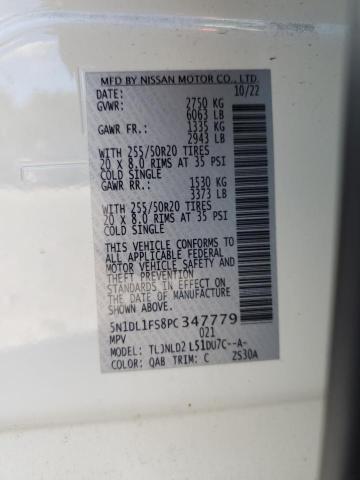 MFD BY NISSAN MOTOR CO., LTD.
DATE: 10/22
GVWR: 2750 KG
6063 LB
GAWR FR.: 1335 KG
2943 LB
WITH 255/50R20 TIRES
20 X 8.0 RIMS AT 35 PSI
COLD SINGLE
GAWR RR.: 1530 KG
3373 LB
WITH 255/50R20 TIRES
20 X 8.0 RIMS AT 35 PSI
COLD SINGLE
THIS VEHICLE CONFORMS TO
ALL APPLICABLE FEDERAL
MOTOR VEHICLE SAFETY AND
THEFT PREVENTION
STANDARDS IN EFFECT ON
THE DATE OF MANUFACTURE
SHOWN ABOVE.
5N1DL1FS8PC347779
MPV 021
MODEL: TLJNLD2 L51DU7C--A-
COLOR: QAB TRIM: C ZS30A